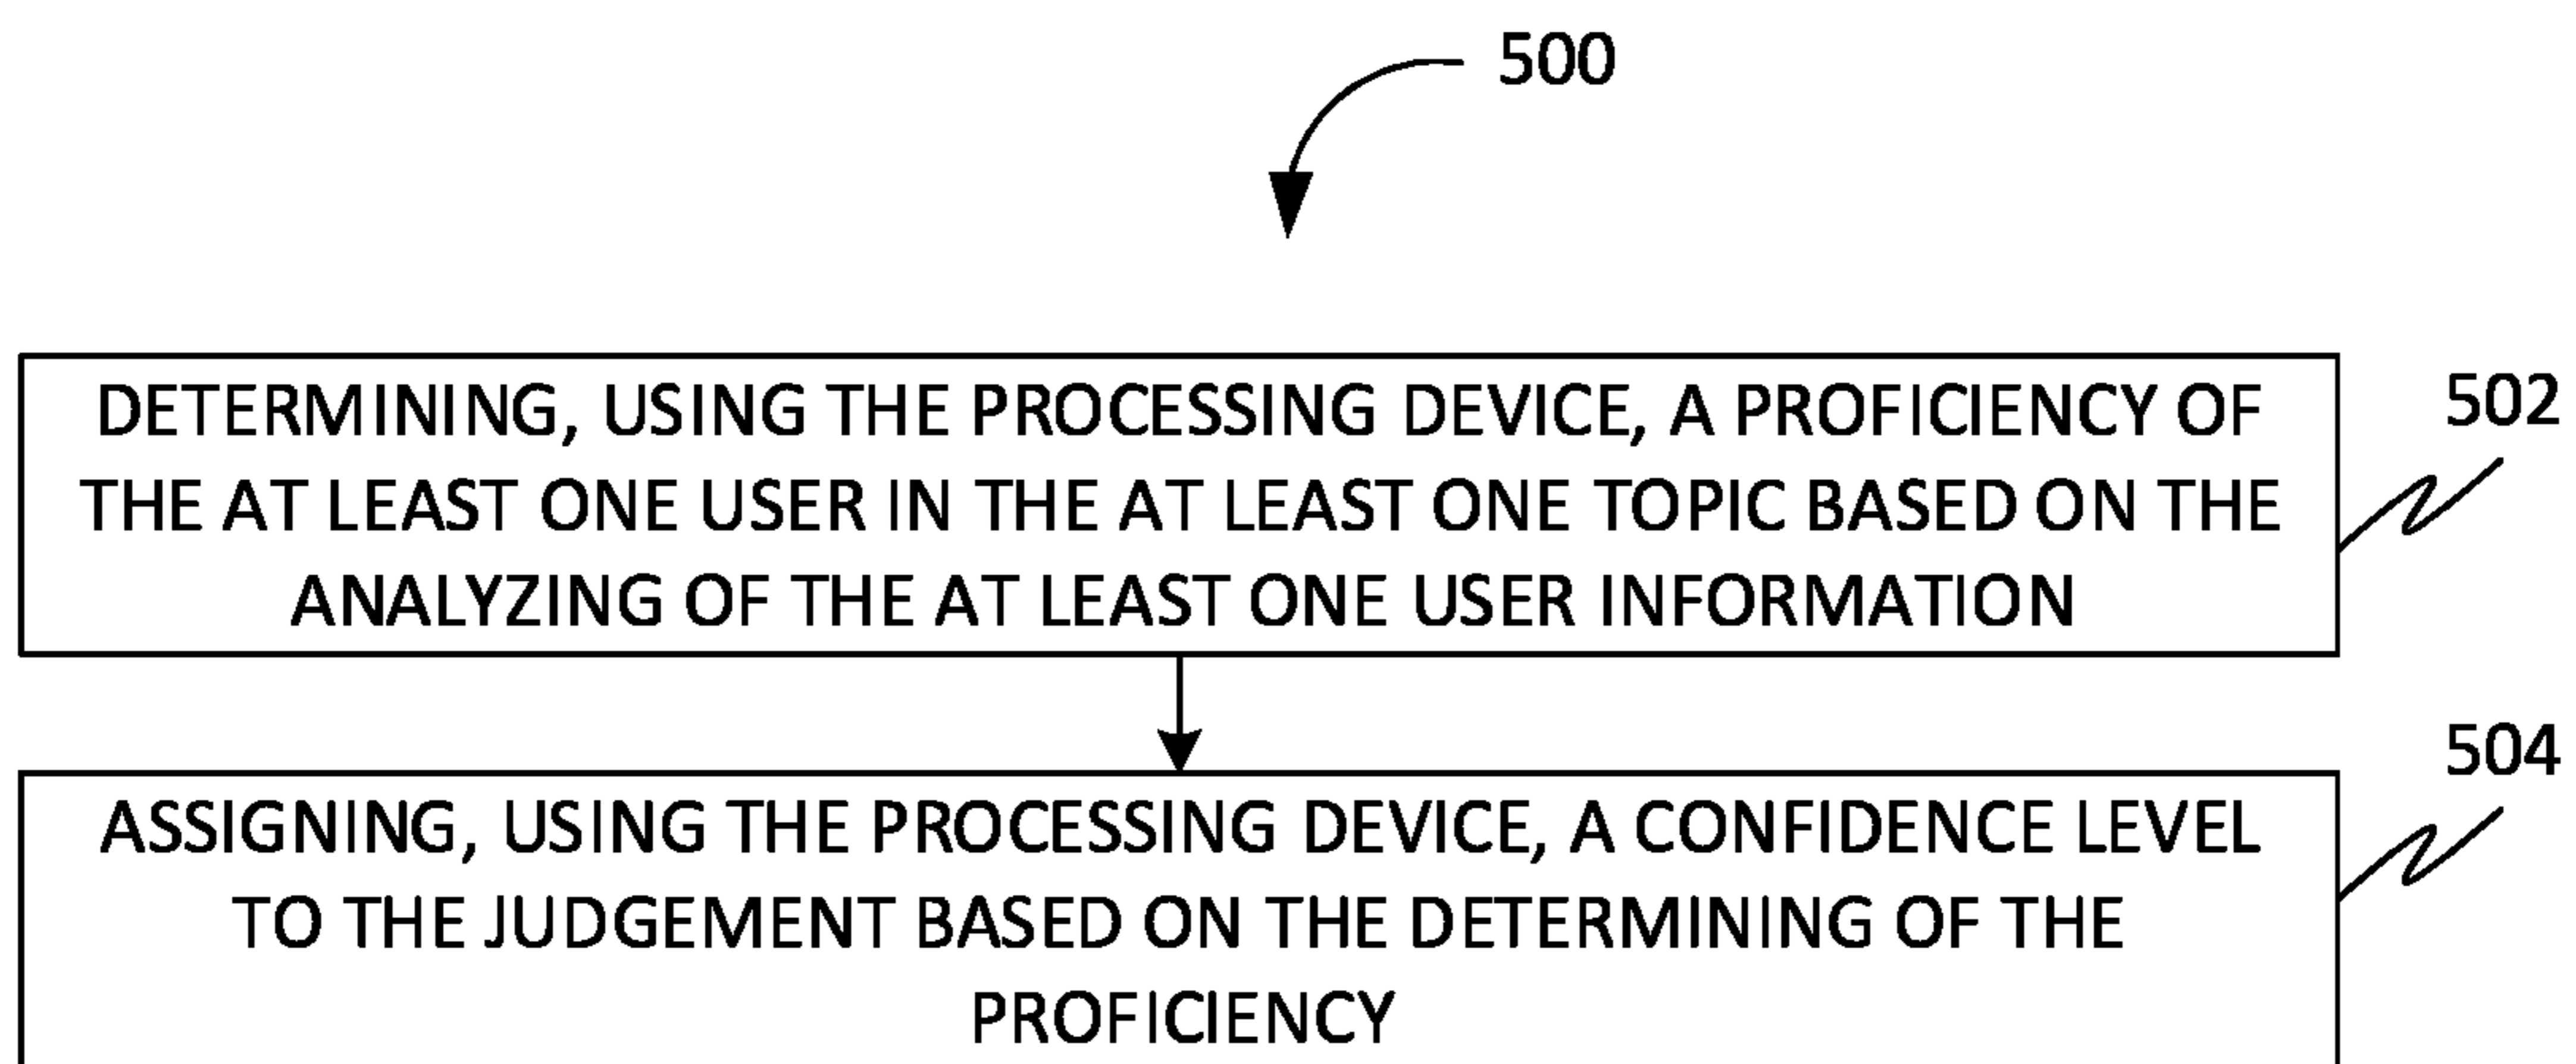 500
DETERMINING, USING THE PROCESSING DEVICE, A PROFICIENCY OF
THE AT LEAST ONE USER IN THE AT LEAST ONE TOPIC BASED ON THE
ANALYZING OF THE AT LEAST ONE USER INFORMATION
502
ASSIGNING, USING THE PROCESSING DEVICE, A CONFIDENCE LEVEL
TO THE JUDGEMENT BASED ON THE DETERMINING OF THE
PROFICIENCY
504